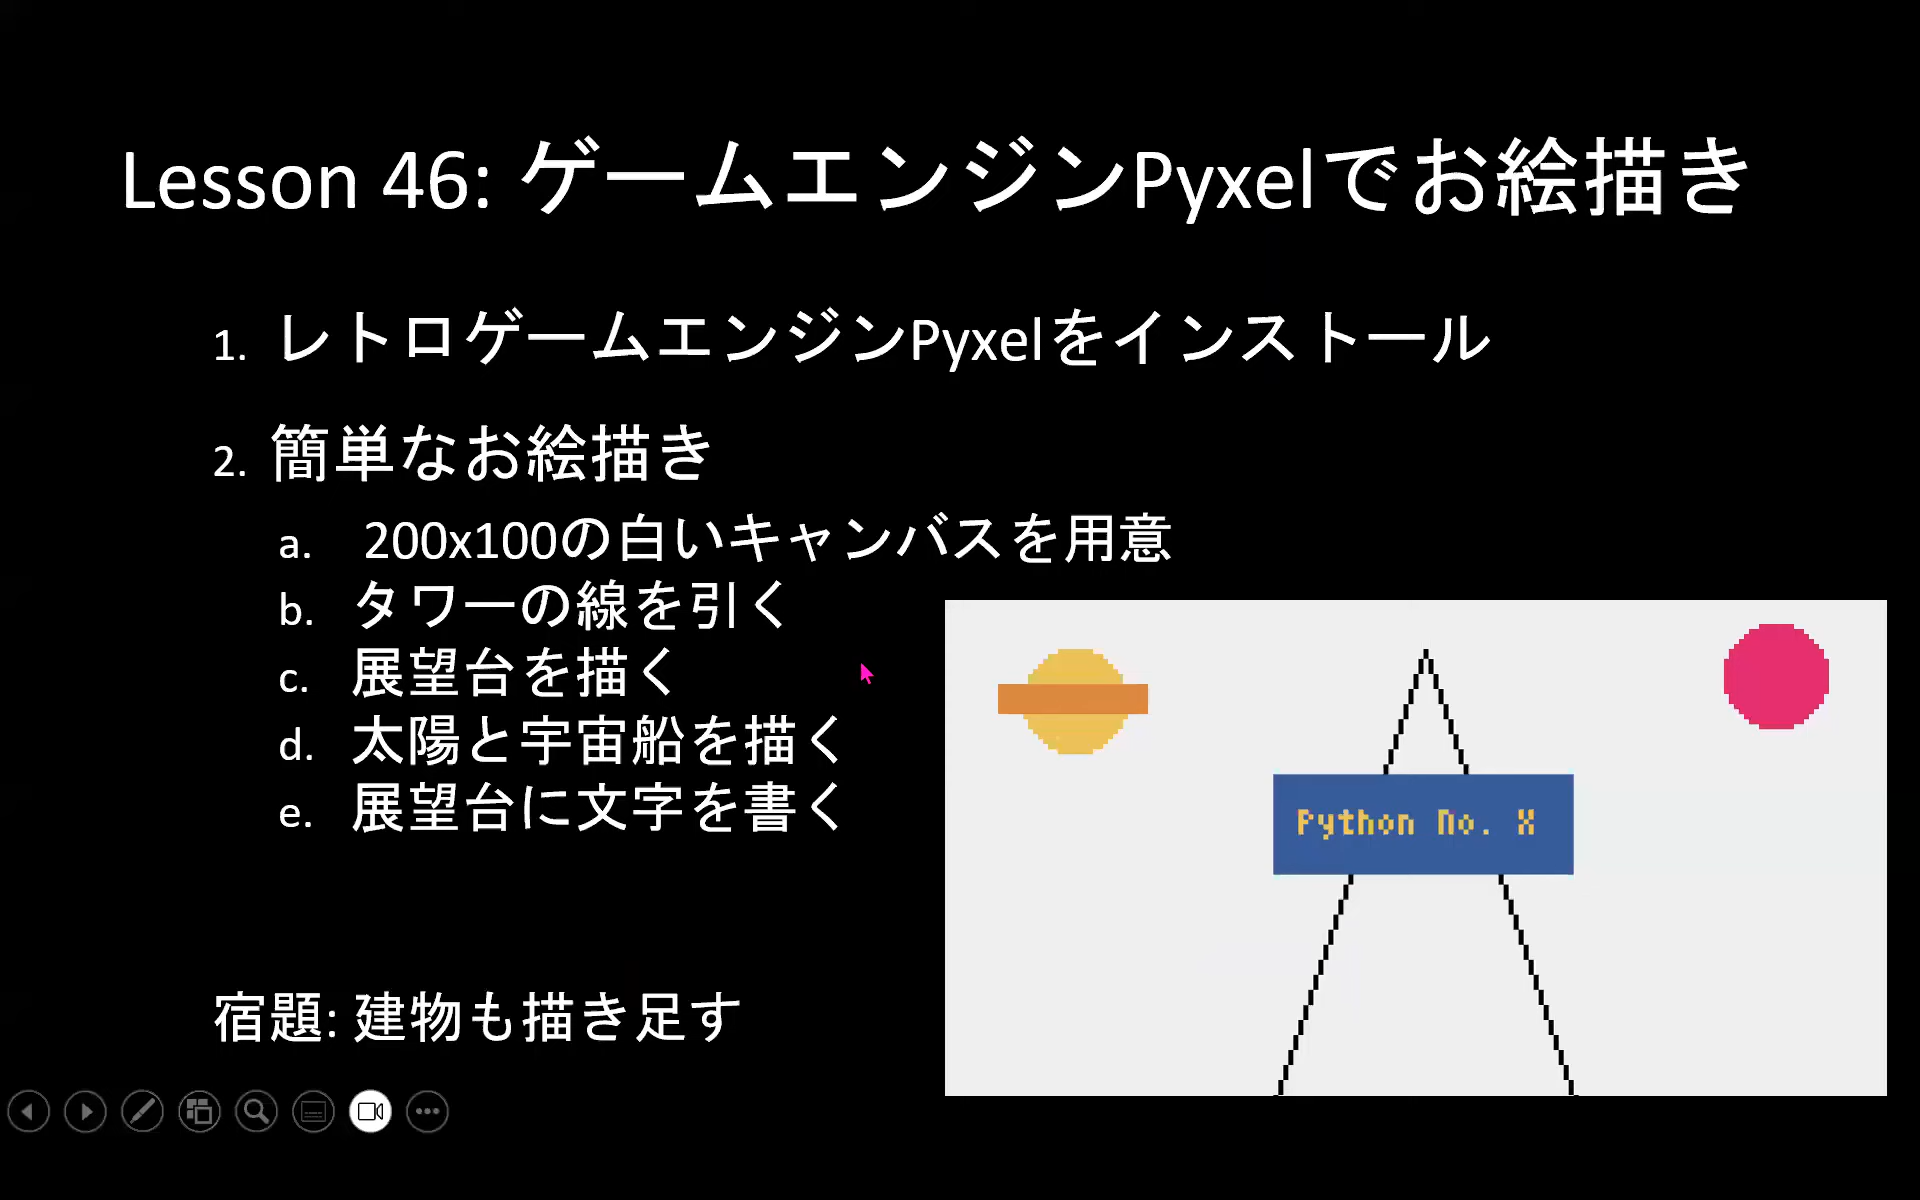 Lesson 46: ゲームエンジンPyxelでお絵描き
1. レトロゲームエンジンPyxelをインストール
2. 簡単なお絵描き
a. 200x100の白いキャンバスを用意
b. タワーの線を引く
c. 展望台を描く
d. 太陽と宇宙船を描く
e. 展望台に文字を書く
Python No. X
宿題: 建物も描き足す